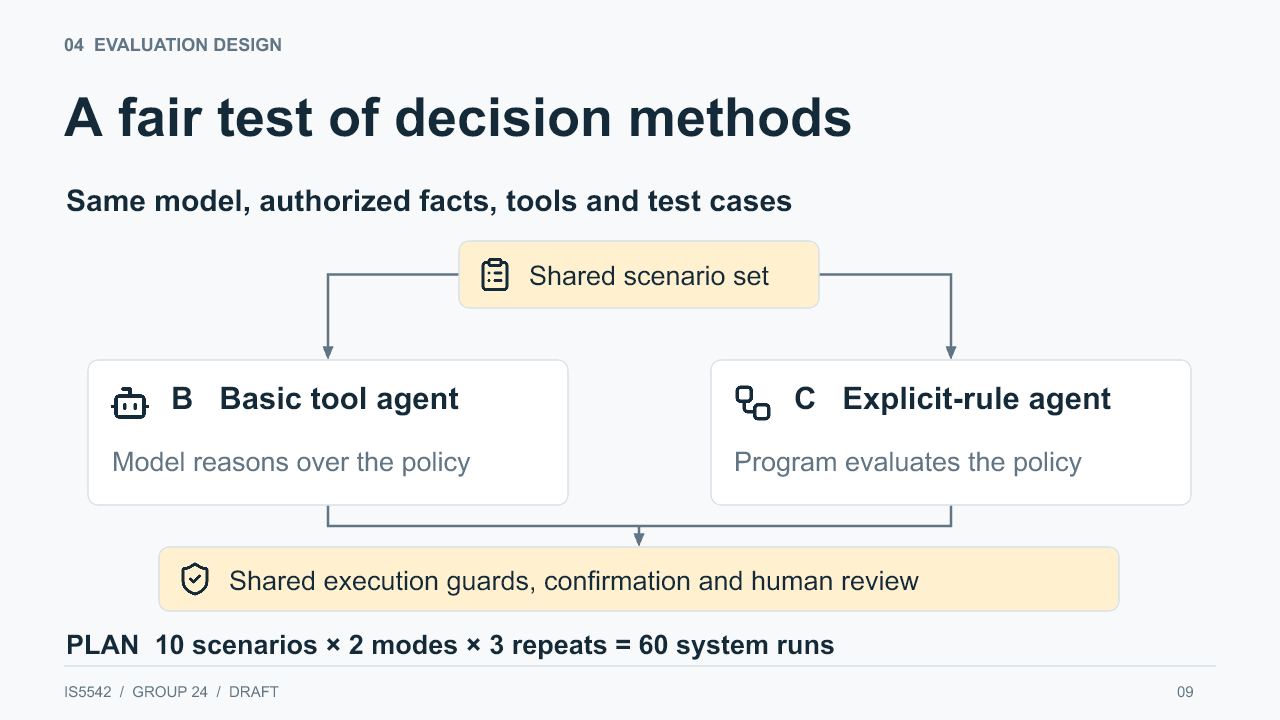 04 EVALUATION DESIGN
A fair test of decision methods
Same model, authorized facts, tools and test cases
Shared scenario set
B Basic tool agent
Model reasons over the policy
C Explicit-rule agent
Program evaluates the policy
Shared execution guards, confirmation and human review
PLAN 10 scenarios × 2 modes × 3 repeats = 60 system runs
IS5542 / GROUP 24 / DRAFT
09